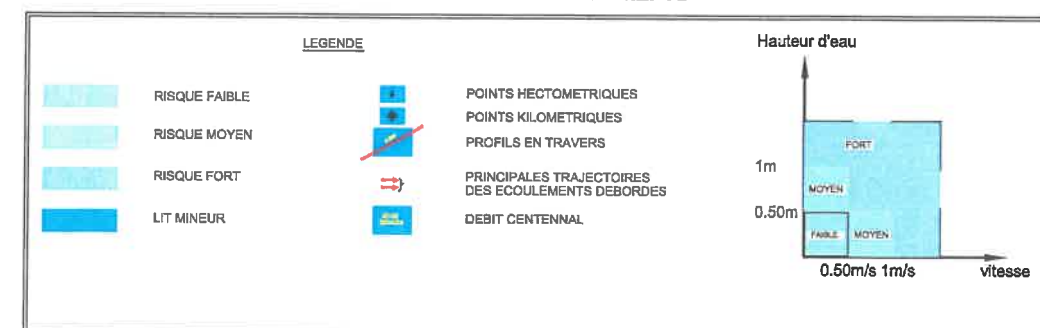 LEGENDE
RISQUE FAIBLE
RISQUE MOYEN
RISQUE FORT
LIT MINEUR
POINTS HECTOMETRIQUES
POINTS KILOMETRIQUES
PROFILS EN TRAVERS
PRINCIPALES TRAJECTOIRES
DES ECOULEMENTS DEBORDES
DEBIT CENTENNAL
Hauteur d'eau
FORT
1m
MOYEN
0.50m
FAIBLE MOYEN
0.50m/s 1m/s vitesse